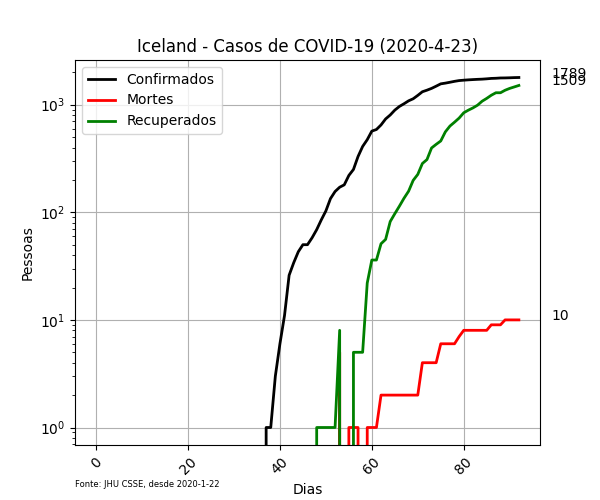 Iceland - Casos de COVID-19 (2020-4-23)
Confirmados
Mortes
Recuperados
1789
1509
10
10³
10²
10¹
10⁰
Pessoas
0 20 40 60 80
Dias
Fonte: JHU CSSE, desde 2020-1-22